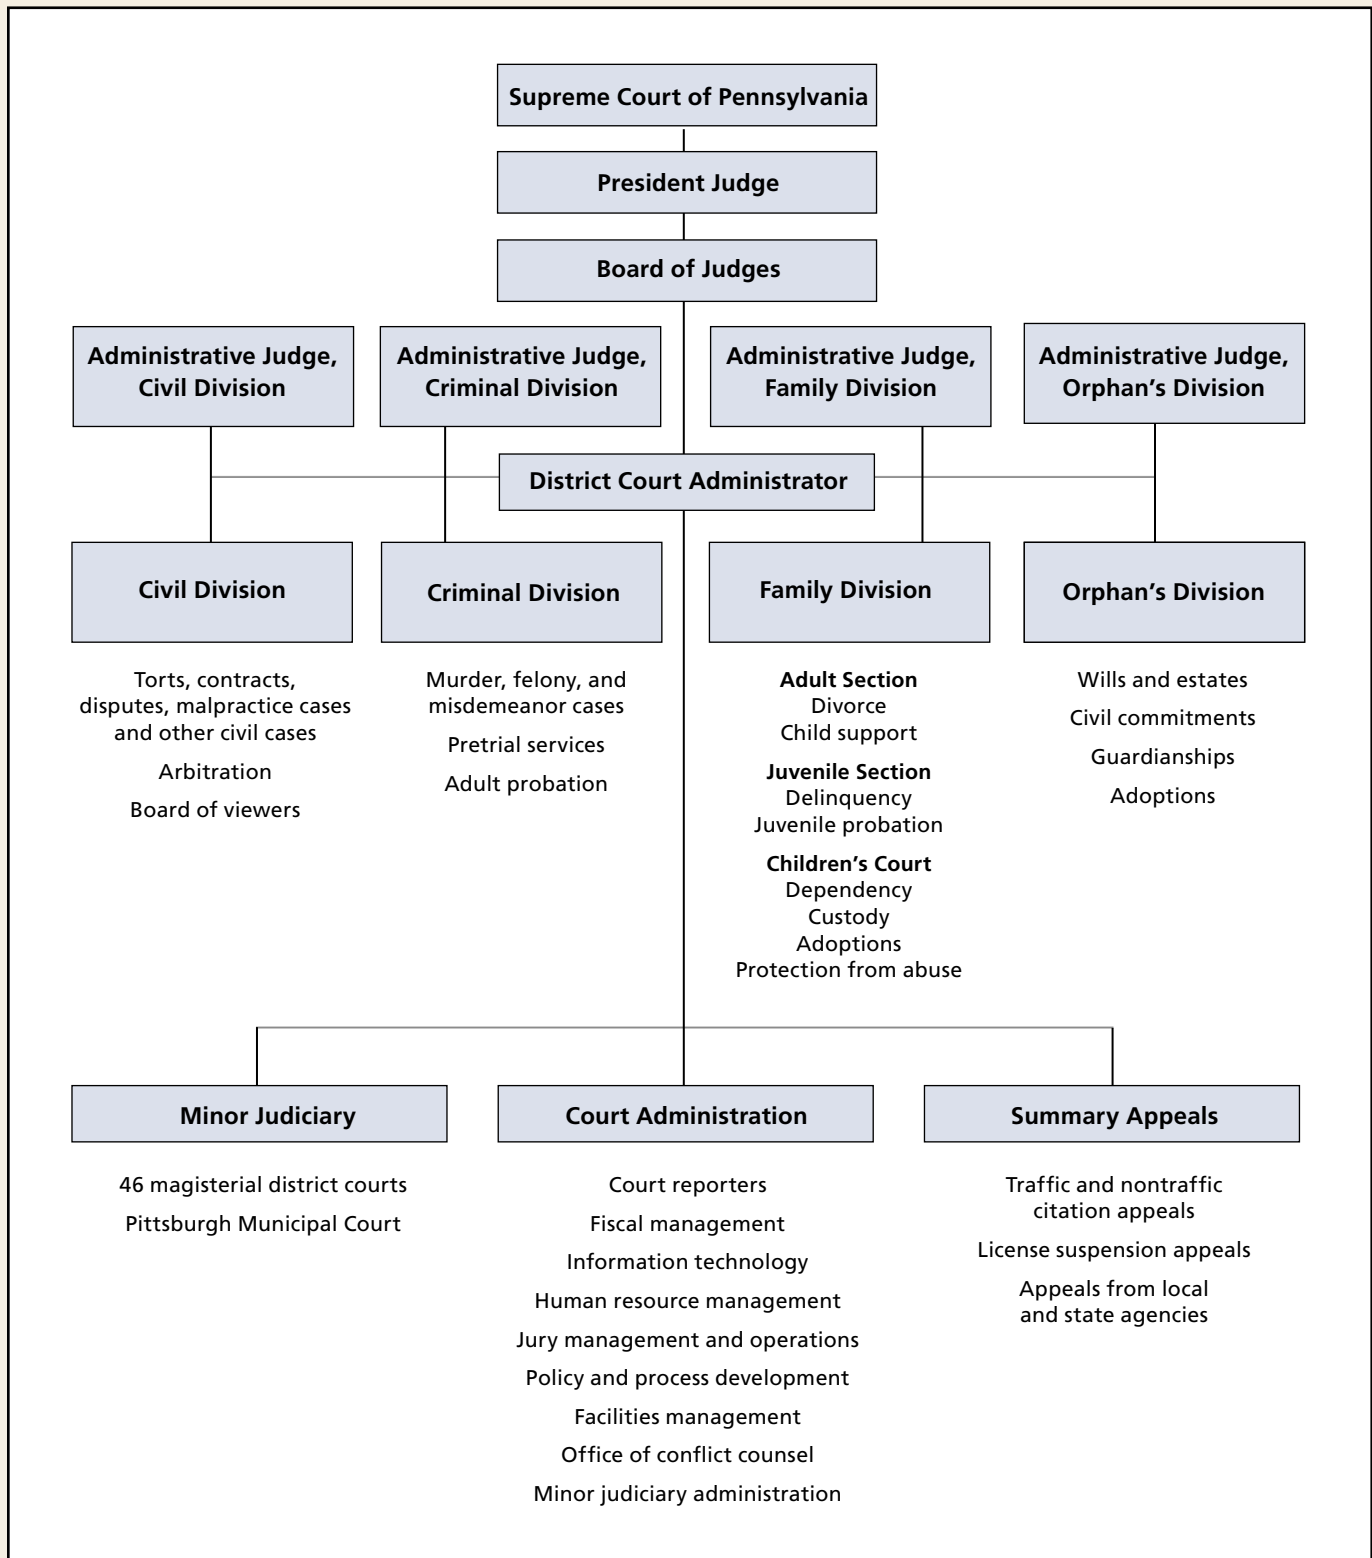 Supreme Court of Pennsylvania
President Judge
Board of Judges
Administrative Judge,
Civil Division
Administrative Judge,
Criminal Division
Administrative Judge,
Family Division
Administrative Judge,
Orphan’s Division
District Court Administrator
Civil Division
Torts, contracts,
disputes, malpractice cases
and other civil cases
Arbitration
Board of viewers
Criminal Division
Murder, felony, and
misdemeanor cases
Pretrial services
Adult probation
Family Division
Adult Section
Divorce
Child support
Juvenile Section
Delinquency
Juvenile probation
Children’s Court
Dependency
Custody
Adoptions
Protection from abuse
Orphan’s Division
Wills and estates
Civil commitments
Guardianships
Adoptions
Minor Judiciary
46 magisterial district courts
Pittsburgh Municipal Court
Court Administration
Court reporters
Fiscal management
Information technology
Human resource management
Jury management and operations
Policy and process development
Facilities management
Office of conflict counsel
Minor judiciary administration
Summary Appeals
Traffic and nontraffic
citation appeals
License suspension appeals
Appeals from local
and state agencies